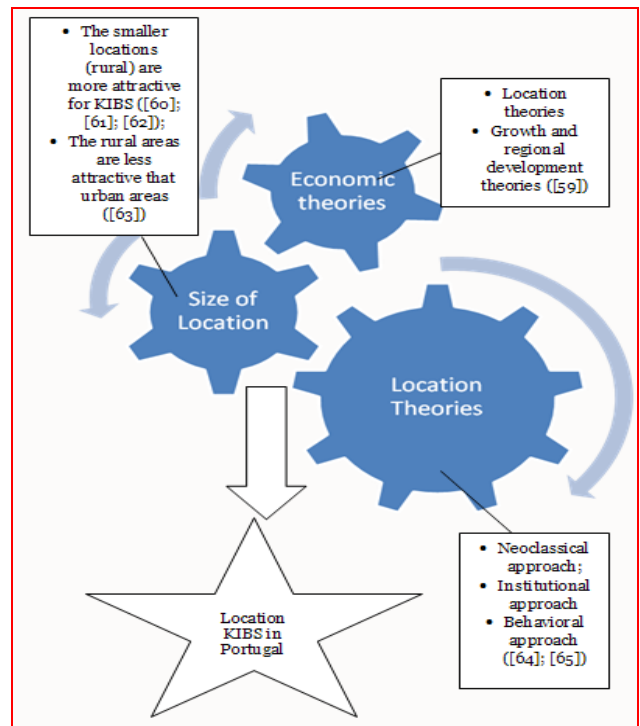 • The smaller
locations
(rural) are
more attractive
for KIBS ([60];
[61]; [62]);
• The rural areas
are less
attractive that
urban areas
([63])
• Location
theories
• Growth and
regional
development
theories ([59])
Economic
theories
Size of
Location
Location
Theories
• Neoclassical
approach;
• Institutional
approach
• Behavioral
approach
([64; [65])
Location
KIBS in
Portugal